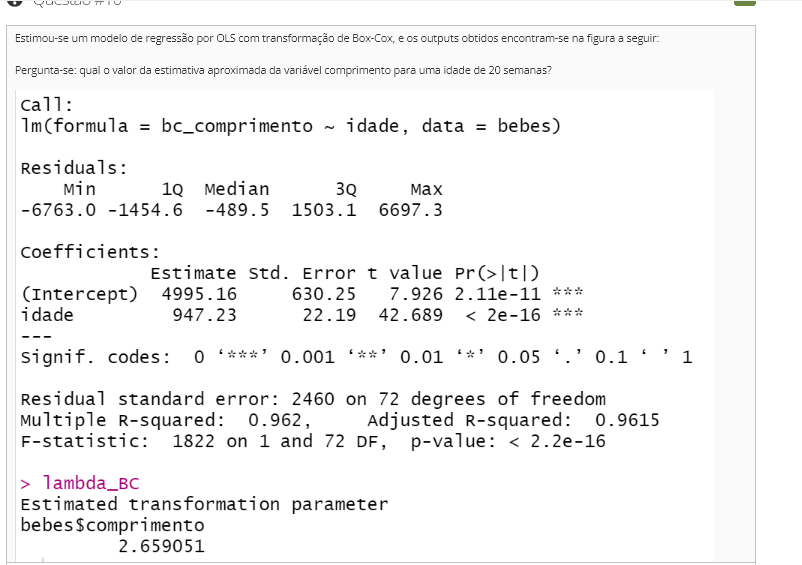 Estimou-se um modelo de regressão por OLS com transformação de Box-Cox, e os outputs obtidos encontram-se na figura a seguir:
Pergunta-se: qual o valor da estimativa aproximada da variável comprimento para uma idade de 20 semanas?
Call:
lm(formula = bc_comprimento ~ idade, data = bebes)
Residuals:
Min 1Q Median 3Q Max
-6763.0 -1454.6 -489.5 1503.1 6697.3
Coefficients:
Estimate Std. Error t value Pr(>|t|)
(Intercept) 4995.16 630.25 7.926 2.11e-11 ***
idade 947.23 22.19 42.689 < 2e-16 ***
---
Signif. codes: 0 ‘***’ 0.001 ‘**’ 0.01 ‘*’ 0.05 ‘.’ 0.1 ‘ ’ 1
Residual standard error: 2460 on 72 degrees of freedom
Multiple R-squared: 0.962, Adjusted R-squared: 0.9615
F-statistic: 1822 on 1 and 72 DF, p-value: < 2.2e-16
> lambda_BC
Estimated transformation parameter
bebes$comprimento
2.659051